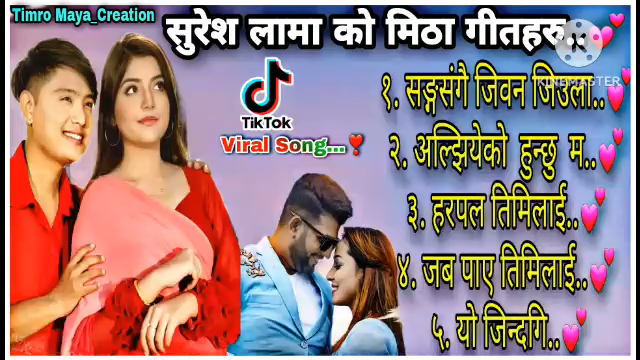 Timro Maya_Creation
सुरेश लामा को मिठा गीतहरु..
KINEMASTER
TikTok
Viral Song...
१. सङ्गसंगै जिवन जिउला..
२. अल्झियेको हुन्छु म..
३. हरपल तिमिलाई..
४. जब पाए तिमिलाई..
५. यो जिन्दगि..